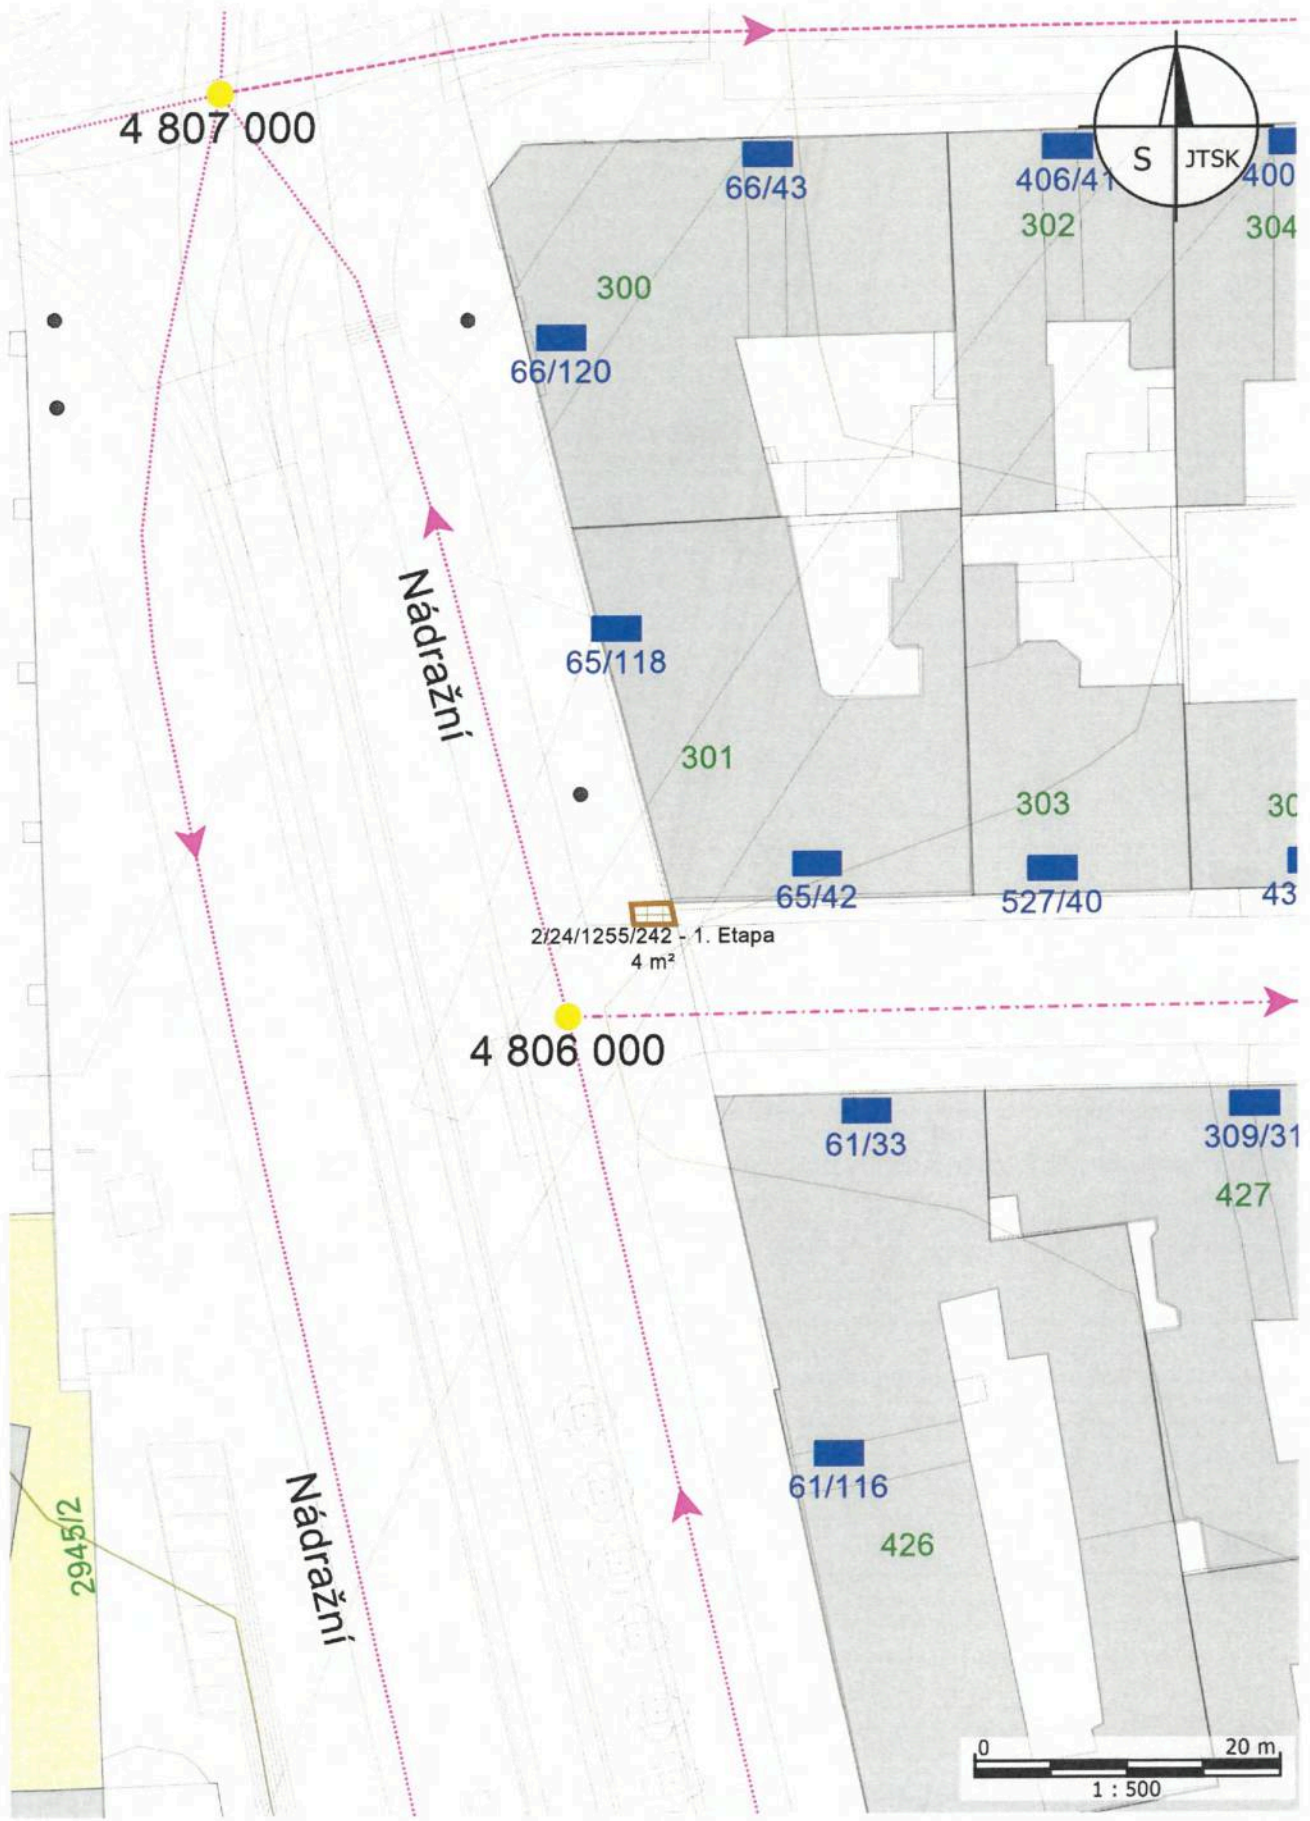 4 807 000
S JTSK
66/43
406/41
400
302
304
300
66/120
Nádražní
65/118
301
303
30
65/42
527/40
43
2/24/1255/242 - 1. Etapa
4 m²
4 806 000
61/33
309/31
427
61/116
426
2945/2
Nádražní
0 20 m
1 : 500